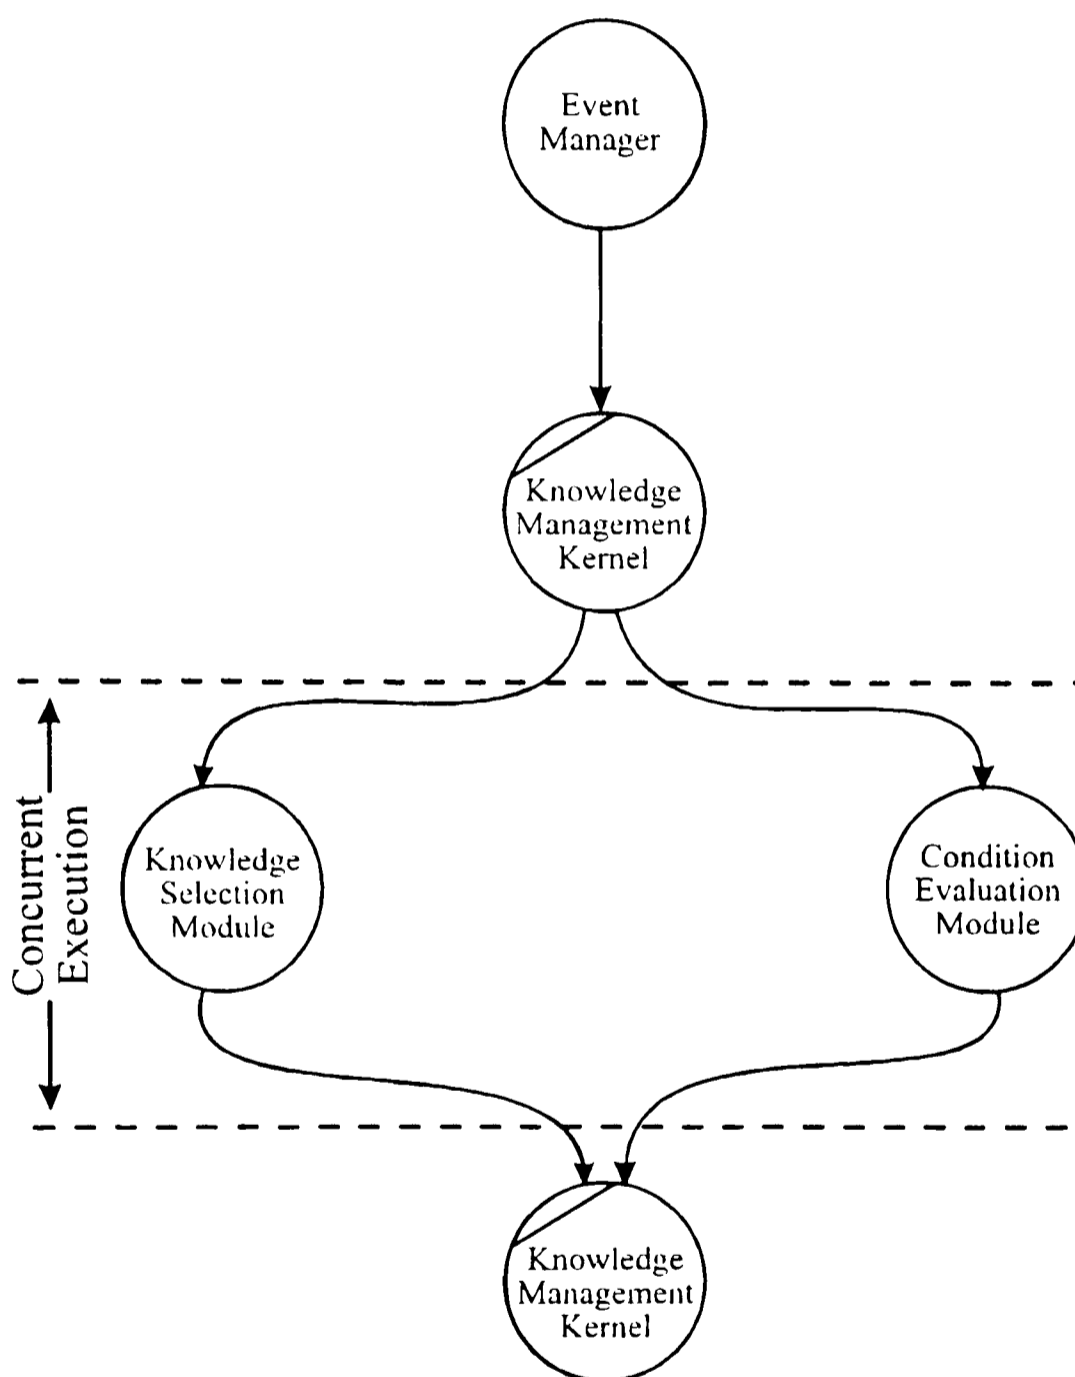 Event
Manager
Knowledge
Management
Kernel
Concurrent
Execution
Knowledge
Selection
Module
Condition
Evaluation
Module
Knowledge
Management
Kernel